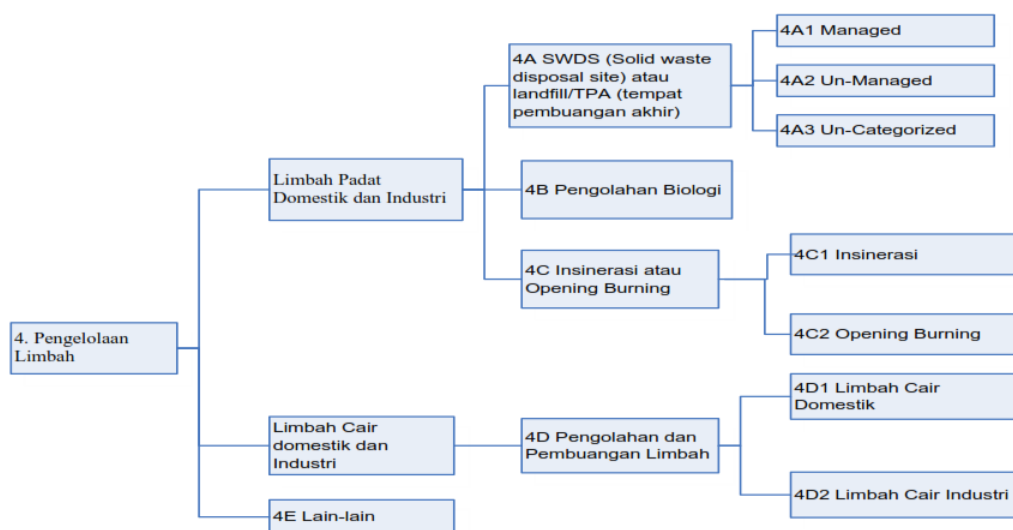 4. Pengelolaan
Limbah
Limbah Padat
Domestik dan Industri
4A SWDS (Solid waste
disposal site) atau
landfill/TPA (tempat
pembuangan akhir)
4A1 Managed
4A2 Un-Managed
4A3 Un-Categorized
4B Pengolahan Biologi
4C Insinerasi atau
Opening Burning
4C1 Insinerasi
4C2 Opening Burning
Limbah Cair
domestik dan
Industri
4D Pengolahan dan
Pembuangan Limbah
4D1 Limbah Cair
Domestik
4D2 Limbah Cair Industri
4E Lain-lain